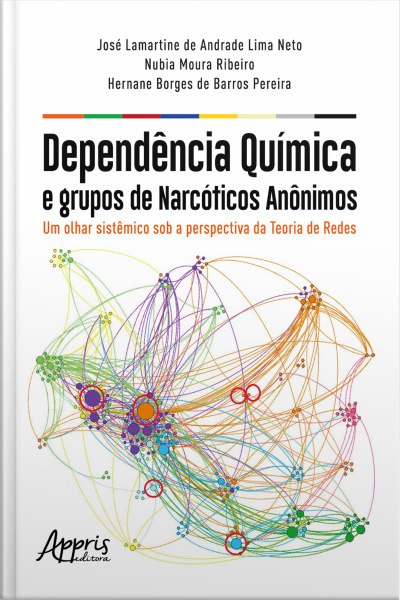 José Lamartine de Andrade Lima Neto
Nubia Moura Ribeiro
Hernane Borges de Barros Pereira
Dependência Química
e grupos de Narcóticos Anônimos
Um olhar sistêmico sob a perspectiva da Teoria de Redes
Appris
editora